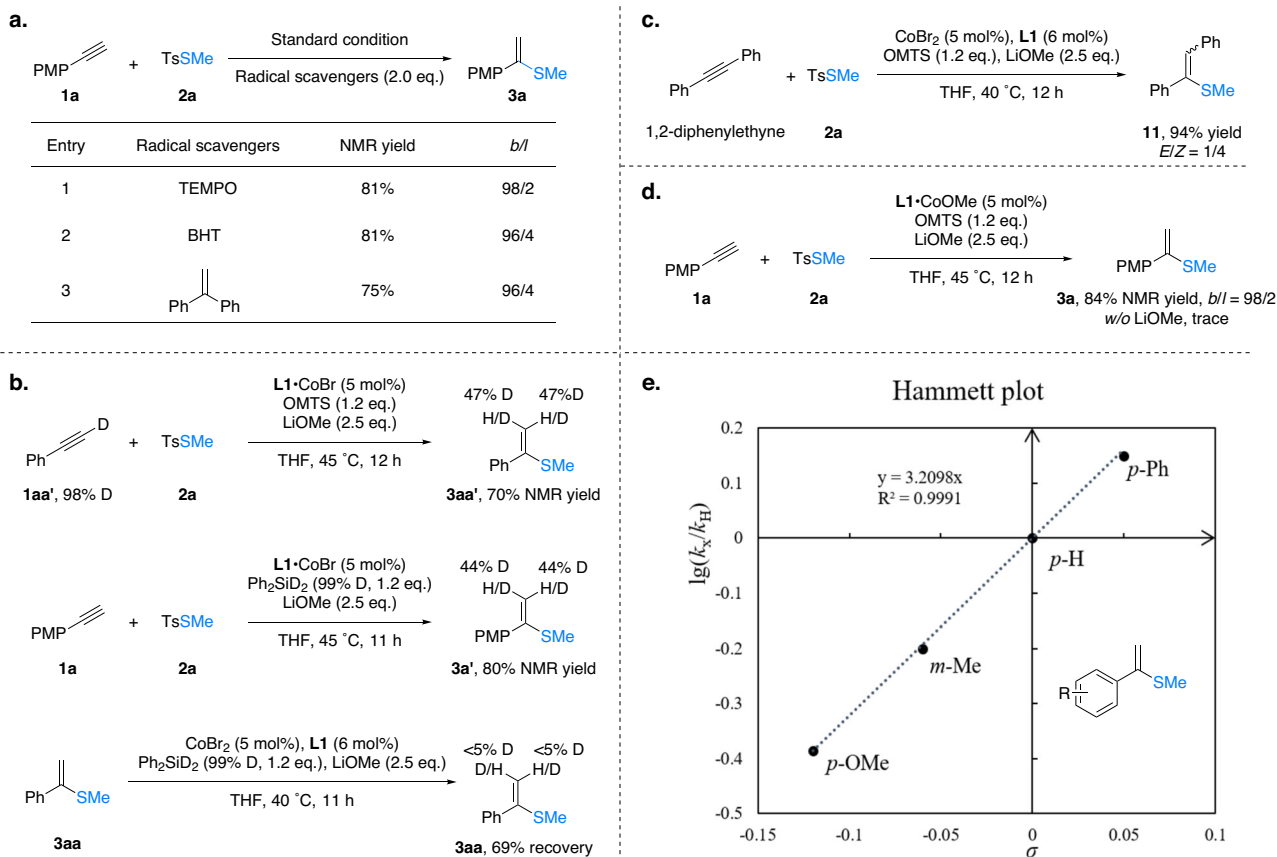 a.
PMP
1a
+
TsSMe
2a
Standard condition
Radical scavengers (2.0 eq.)
PMP
SMe
3a
Entry Radical scavengers NMR yield b/l
1 TEMPO 81% 98/2
2 BHT 81% 96/4
3 Ph Ph 75% 96/4
b.
Ph
D
1aa', 98% D
+
TsSMe
2a
L1•CoBr (5 mol%)
OMTS (1.2 eq.)
LiOMe (2.5 eq.)
THF, 45 ˚C, 12 h
47% D 47%D
H/D H/D
Ph SMe
3aa', 70% NMR yield
PMP
1a
+
TsSMe
2a
L1•CoBr (5 mol%)
Ph2SiD2 (99% D, 1.2 eq.)
LiOMe (2.5 eq.)
THF, 45 ˚C, 11 h
44% D 44% D
H/D H/D
PMP SMe
3a', 80% NMR yield
Ph SMe
3aa
CoBr2 (5 mol%), L1 (6 mol%)
Ph2SiD2 (99% D, 1.2 eq.), LiOMe (2.5 eq.)
THF, 40 ˚C, 11 h
<5% D <5% D
D/H H/D
Ph SMe
3aa, 69% recovery
c.
Ph
Ph
1,2-diphenylethyne
+ TsSMe
2a
CoBr2 (5 mol%), L1 (6 mol%)
OMTS (1.2 eq.), LiOMe (2.5 eq.)
THF, 40 ˚C, 12 h
Ph
Ph SMe
11, 94% yield
E/Z = 1/4
d.
PMP
1a
+
TsSMe
2a
L1•CoOMe (5 mol%)
OMTS (1.2 eq.)
LiOMe (2.5 eq.)
THF, 45 ˚C, 12 h
PMP SMe
3a, 84% NMR yield, b/l = 98/2
w/o LiOMe, trace
e.
Hammett plot
lg(kx/kH)
0.2
0.1
0
-0.1
-0.2
-0.3
-0.4
-0.5
y = 3.2098x
R² = 0.9991
p-Ph
p-H
m-Me
p-OMe
R
SMe
-0.15 -0.1 -0.05 0 0.05 0.1
σ